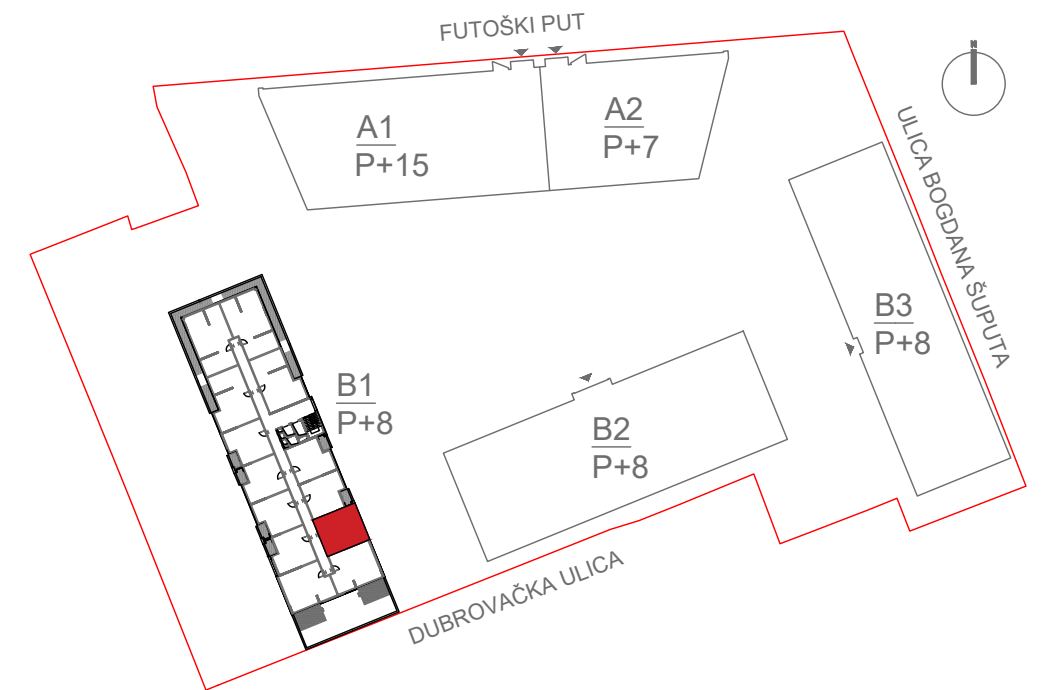 FUTOŠKI PUT
N
A1
P+15
A2
P+7
ULICA BOGDANA ŠUPUTA
B3
P+8
B1
P+8
B2
P+8
DUBROVAČKA ULICA